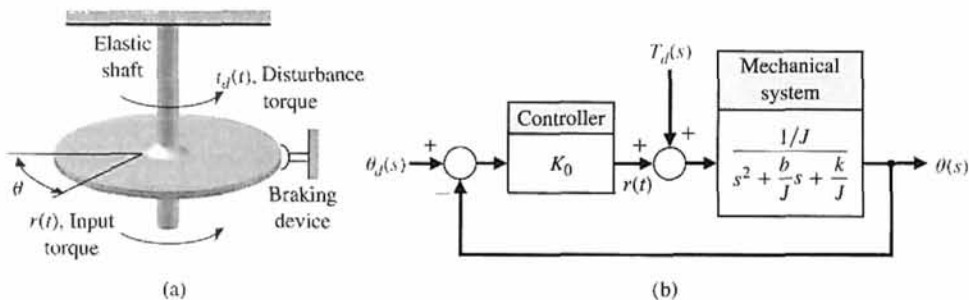 Elastic
shaft
t_d(t), Disturbance
torque
θ
r(t), Input
torque
Braking
device
(a)
T_d(s)
Mechanical
system
Controller
+
+
+
θ_d(s)
K_0
r(t)
−
1/J
s^2 + b/J s + k/J
θ(s)
(b)